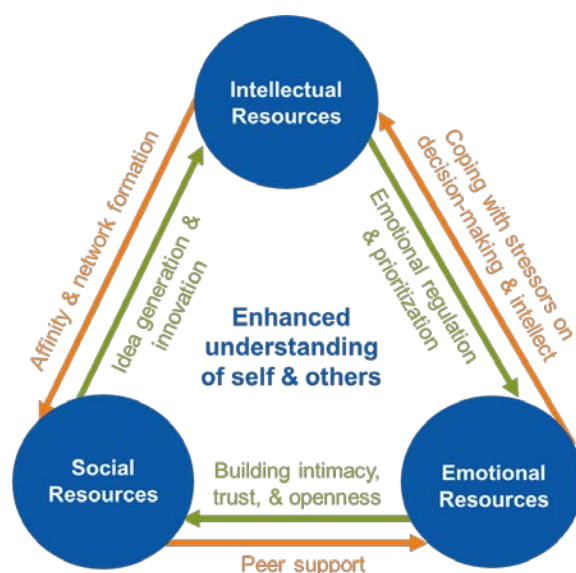 Intellectual
Resources
Affinity & network formation
Idea generation &
innovation
Emotional regulation
& prioritization
Coping with stressors on
decision-making & intellect
Enhanced
understanding
of self & others
Social
Resources
Building intimacy,
trust, & openness
Emotional
Resources
Peer support